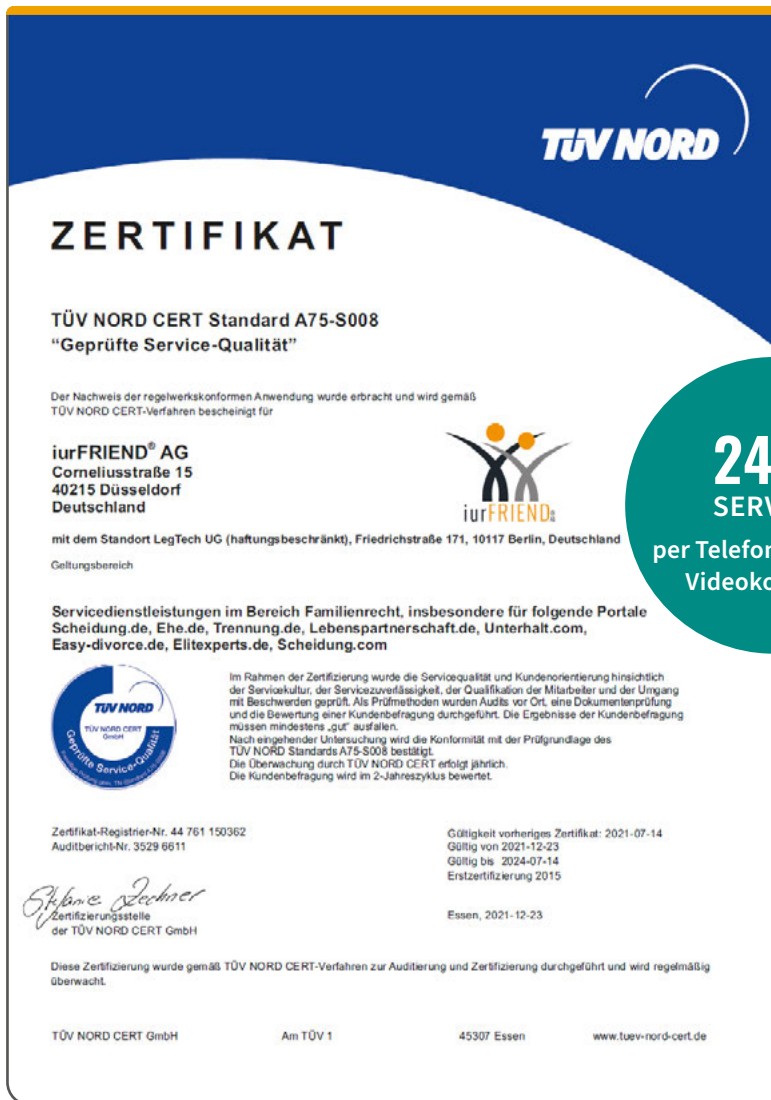 TÜV NORD
ZERTIFIKAT
TÜV NORD CERT Standard A75-S008
“Geprüfte Service-Qualität”
Der Nachweis der regelwerkskonformen Anwendung wurde erbracht und wird gemäß
TÜV NORD CERT-Verfahren bescheinigt für
iurFRIEND® AG
Corneliusstraße 15
40215 Düsseldorf
Deutschland
iurFRIEND
24
SERV
per Telefon
Videoko
mit dem Standort LegTech UG (haftungsbeschränkt), Friedrichstraße 171, 10117 Berlin, Deutschland
Geltungsbereich
Servicedienstleistungen im Bereich Familienrecht, insbesondere für folgende Portale
Scheidung.de, Ehe.de, Trennung.de, Lebenspartnerschaft.de, Unterhalt.com,
Easy-divorce.de, Elitexperts.de, Scheidung.com
TÜV NORD
TÜV NORD CERT
GmbH
Geprüfte Service-Qualität
Im Rahmen der Zertifizierung wurde die Servicequalität und Kundenorientierung hinsichtlich
der Servicekultur, der Servicezuverlässigkeit, der Qualifikation der Mitarbeiter und der Umgang
mit Beschwerden geprüft. Als Prüfmethoden wurden Audits vor Ort, eine Dokumentenprüfung
und die Bewertung einer Kundenbefragung durchgeführt. Die Ergebnisse der Kundenbefragung
müssen mindestens „gut“ ausfallen.
Nach eingehender Untersuchung wird die Konformität mit der Prüfgrundlage des
TÜV NORD Standards A75-S008 bestätigt.
Die Überwachung durch TÜV NORD CERT erfolgt jährlich.
Die Kundenbefragung wird im 2-Jahreszyklus bewertet.
Zertifikat-Registrier-Nr. 44 761 150362
Auditbericht-Nr. 3529 6611
Gültigkeit vorheriges Zertifikat: 2021-07-14
Gültig von 2021-12-23
Gültig bis 2024-07-14
Erstzertifizierung 2015
Stefanie Zechner
Zertifizierungsstelle
der TÜV NORD CERT GmbH
Essen, 2021-12-23
Diese Zertifizierung wurde gemäß TÜV NORD CERT-Verfahren zur Auditierung und Zertifizierung durchgeführt und wird regelmäßig
überwacht.
TÜV NORD CERT GmbH Am TÜV 1 45307 Essen www.tuev-nord-cert.de